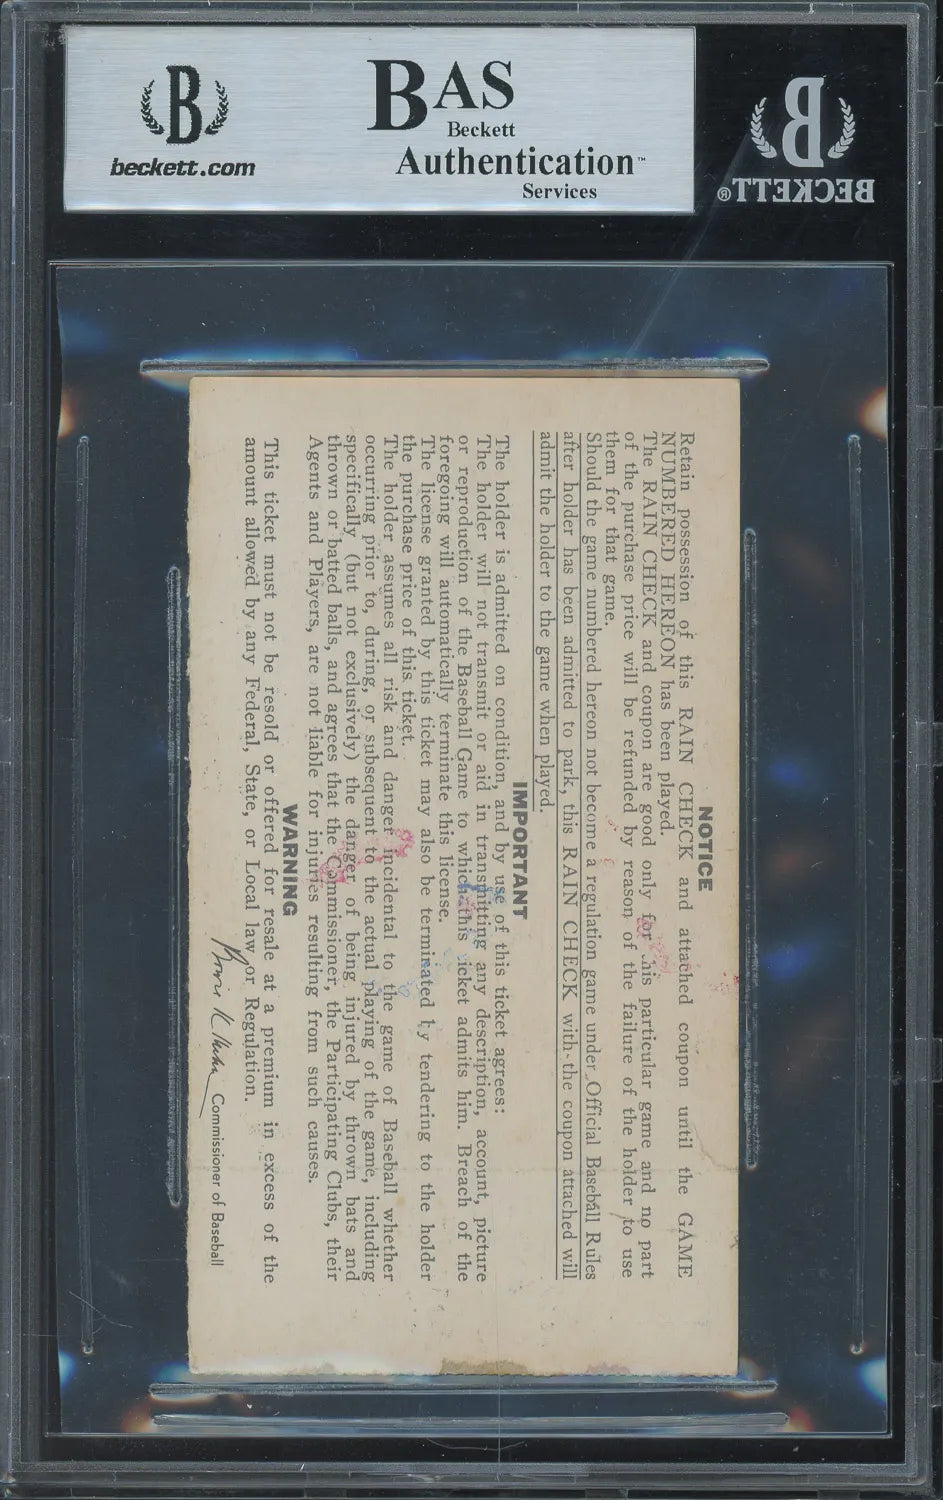 B
beckett.com
BAS
Beckett
Authentication™
Services
B
BECKETT®
NOTICE
Retain possession of this RAIN CHECK and attached coupon until the GAME
NUMBERED HEREON has been played.
The RAIN CHECK and coupon are good only for this particular game and no part
of the purchase price will be refunded by reason of the failure of the holder to use
them for that game.
Should the game numbered hereon not become a regulation game under Official Baseball Rules
after holder has been admitted to park, this RAIN CHECK with the coupon attached will
admit the holder to the game when played.
IMPORTANT
The holder is admitted on condition, and by use of this ticket agrees:
The holder will not transmit or aid in transmitting any description, account, picture
or reproduction of the Baseball Game to which this ticket admits him. Breach of the
foregoing will automatically terminate this license.
The license granted by this ticket may also be terminated by tendering to the holder
the purchase price of this ticket.
The holder assumes all risk and danger incidental to the game of Baseball whether
occurring prior to, during, or subsequent to the actual playing of the game, including
specifically (but not exclusively) the danger of being injured by thrown bats and
thrown or batted balls, and agrees that the Commissioner, the Participating Clubs, their
Agents and Players, are not liable for injuries resulting from such causes.
WARNING
This ticket must not be resold or offered for resale at a premium in excess of the
amount allowed by any Federal, State, or Local law or Regulation.
Bowie K. Kuhn Commissioner of Baseball